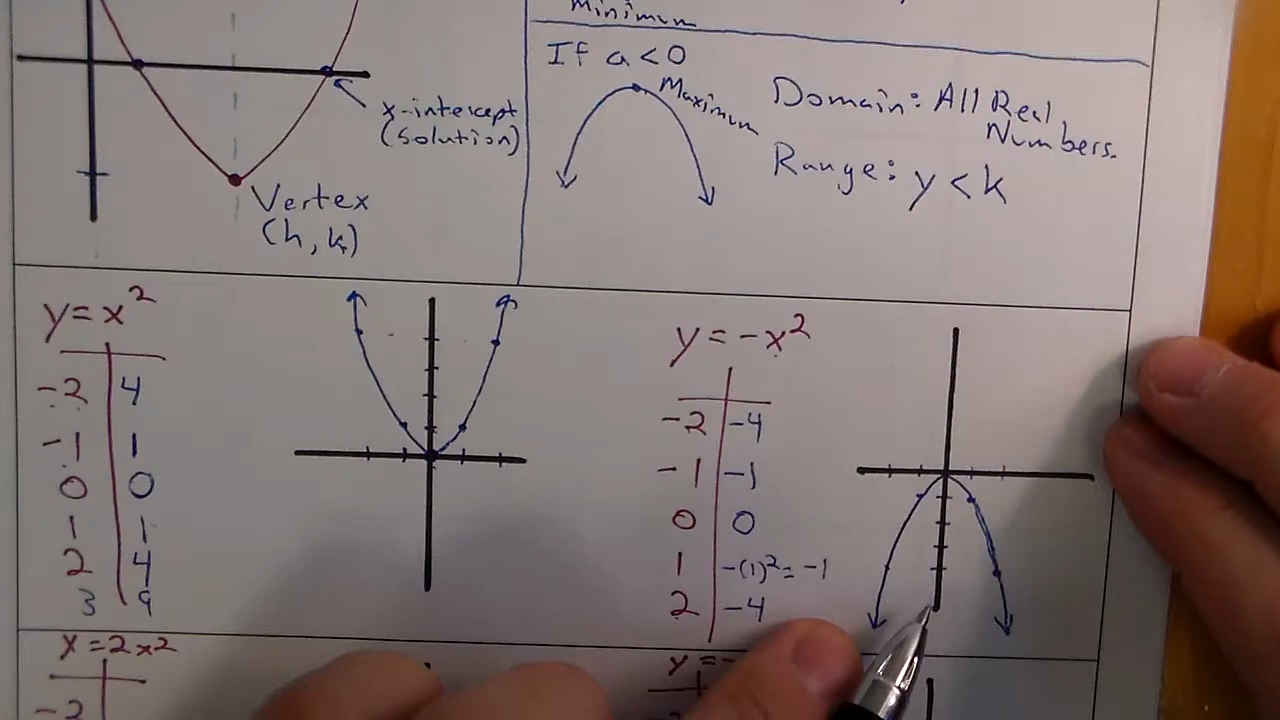 Minimum
If a < 0
Maximum
Domain: All Real
Numbers.
Range: y < k
x-intercept
(solution)
Vertex
(h, k)
y = x²
-2 4
-1 1
0 0
1 1
2 4
3 9
y = -x²
-2 -4
-1 -1
0 0
1 -(1)² = -1
2 -4
y = 2x²
-2
y = -